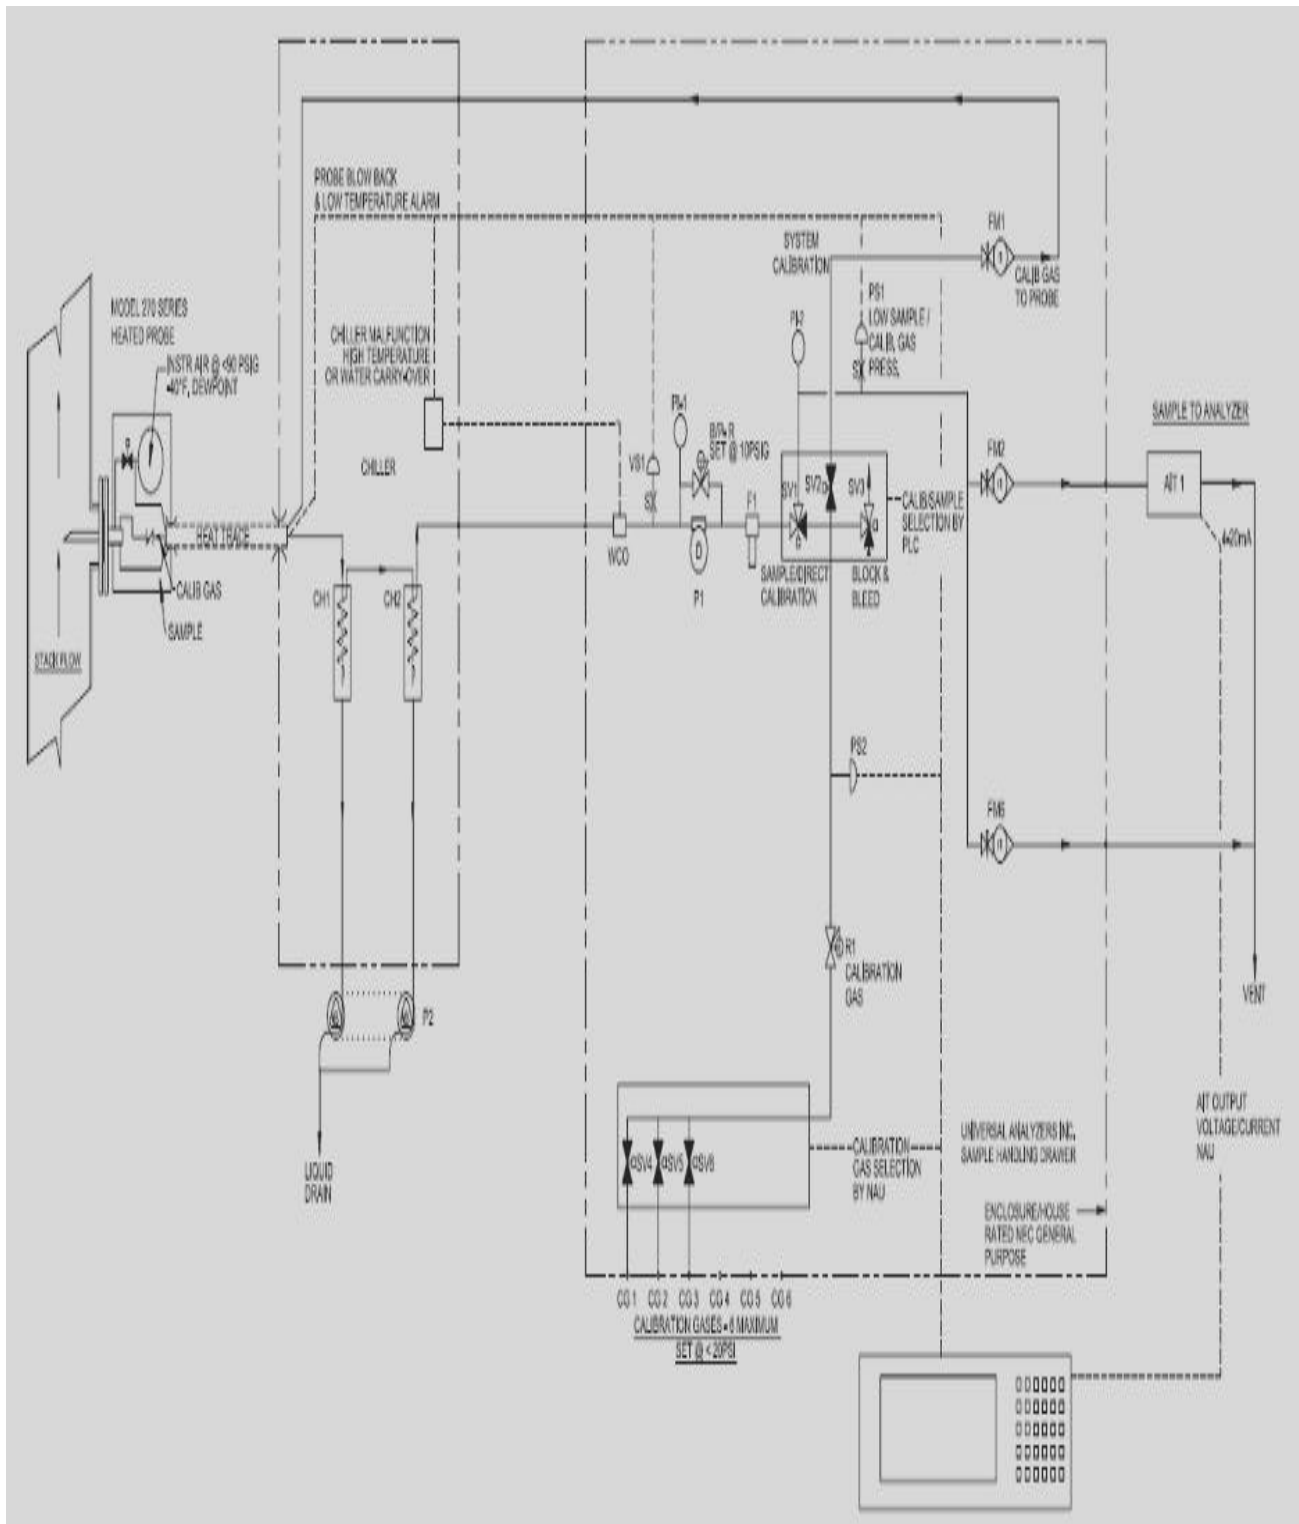 PROBE BLOW BACK
& LOW TEMPERATURE ALARM
SYSTEM
CALIBRATION
FM1
CALIB GAS
TO PROBE
PS1
LOW SAMPLE /
CALIB. GAS
PRESS.
PI-2
MODEL 270 SERIES
HEATED PROBE
INSTR AIR @ <90 PSIG
-40°F, DEWPOINT
CHILLER MALFUNCTION
HIGH TEMPERATURE
OR WATER CARRY-OVER
CHILLER
PI-1
B/P-R
SET @ 10PSIG
VS1
F1
SV1
SV2
SV3
CALIB/SAMPLE
SELECTION BY
PLC
FM2
SAMPLE TO ANALYZER
AIT 1
4-20mA
HEAT TRACE
WCO
P1
SAMPLE/DIRECT
CALIBRATION
BLOCK &
BLEED
CALIB GAS
SAMPLE
STACK FLOW
CH1
CH2
PS2
FM6
R1
CALIBRATION
GAS
VENT
P2
LIQUID
DRAIN
SV4
SV5
SV6
CALIBRATION
GAS SELECTION
BY NAU
UNIVERSAL ANALYZERS INC.
SAMPLE HANDLING DRAWER
AIT OUTPUT
VOLTAGE/CURRENT
NAU
ENCLOSURE/HOUSE
RATED NEC GENERAL
PURPOSE
CG 1 CG 2 CG 3 CG 4 CG 5 CG 6
CALIBRATION GASES - 6 MAXIMUM
SET @ < 20PSI